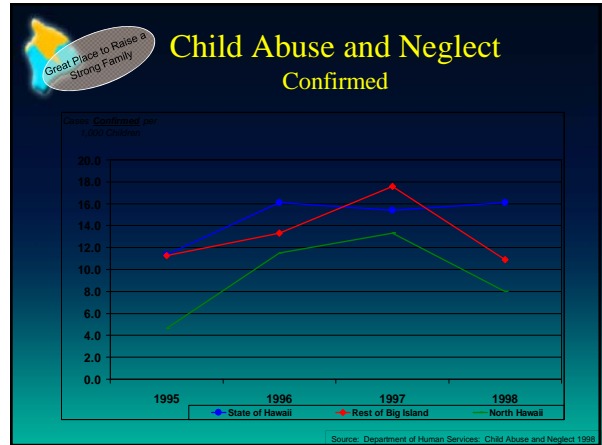 Great Place to Raise a
Strong Family
Child Abuse and Neglect
Confirmed
Cases Confirmed per
1,000 Children
20.0
18.0
16.0
14.0
12.0
10.0
8.0
6.0
4.0
2.0
0.0
1995 1996 1997 1998
State of Hawaii Rest of Big Island North Hawaii
Source: Department of Human Services: Child Abuse and Neglect 1998